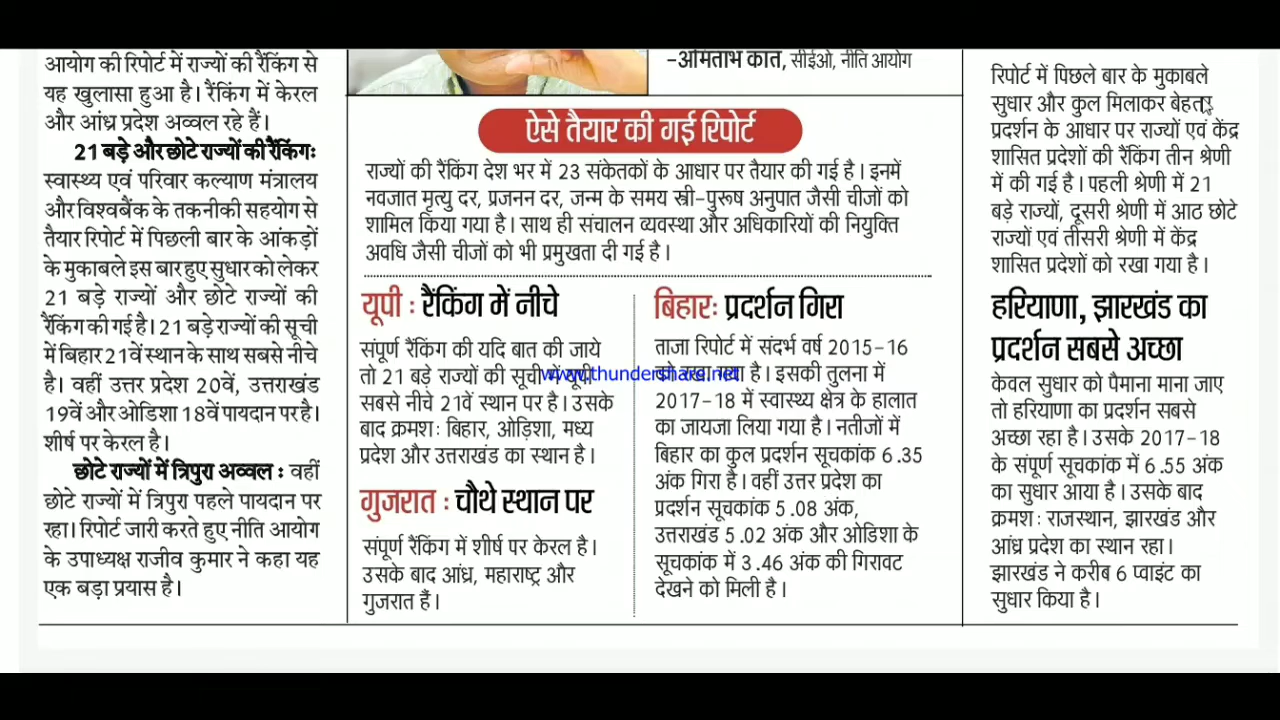 आयोग की रिपोर्ट में राज्यों की रैंकिंग से
यह खुलासा हुआ है। रैंकिंग में केरल
और आंध्र प्रदेश अव्वल रहे हैं।
21 बड़े और छोटे राज्यों की रैंकिंगः
स्वास्थ्य एवं परिवार कल्याण मंत्रालय
और विश्वबैंक के तकनीकी सहयोग से
तैयार रिपोर्ट में पिछली बार के आंकड़ों
के मुकाबले इस बार हुए सुधार को लेकर
21 बड़े राज्यों और छोटे राज्यों की
रैंकिंग की गई है। 21 बड़े राज्यों की सूची
में बिहार 21वें स्थान के साथ सबसे नीचे
है। वहीं उत्तर प्रदेश 20वें, उत्तराखंड
19वें और ओडिशा 18वें पायदान पर है।
शीर्ष पर केरल है।
छोटे राज्यों में त्रिपुरा अव्वल : वहीं
छोटे राज्यों में त्रिपुरा पहले पायदान पर
रहा। रिपोर्ट जारी करते हुए नीति आयोग
के उपाध्यक्ष राजीव कुमार ने कहा यह
एक बड़ा प्रयास है।
-अमिताभ कांत, सीईओ, नीति आयोग
ऐसे तैयार की गई रिपोर्ट
राज्यों की रैंकिंग देश भर में 23 संकेतकों के आधार पर तैयार की गई है। इनमें
नवजात मृत्यु दर, प्रजनन दर, जन्म के समय स्त्री-पुरूष अनुपात जैसी चीजों को
शामिल किया गया है। साथ ही संचालन व्यवस्था और अधिकारियों की नियुक्ति
अवधि जैसी चीजों को भी प्रमुखता दी गई है।
यूपी : रैंकिंग में नीचे
संपूर्ण रैंकिंग की यदि बात की जाये
तो 21 बड़े राज्यों की सूची में यूपी
सबसे नीचे 21वें स्थान पर है। उसके
बाद क्रमशः बिहार, ओड़िशा, मध्य
प्रदेश और उत्तराखंड का स्थान है।
गुजरात : चौथे स्थान पर
संपूर्ण रैंकिंग में शीर्ष पर केरल है।
उसके बाद आंध्र, महाराष्ट्र और
गुजरात हैं।
बिहारः प्रदर्शन गिरा
ताजा रिपोर्ट में संदर्भ वर्ष 2015-16
को रखा गया है। इसकी तुलना में
2017-18 में स्वास्थ्य क्षेत्र के हालात
का जायजा लिया गया है। नतीजों में
बिहार का कुल प्रदर्शन सूचकांक 6.35
अंक गिरा है। वहीं उत्तर प्रदेश का
प्रदर्शन सूचकांक 5.08 अंक,
उत्तराखंड 5.02 अंक और ओडिशा के
सूचकांक में 3.46 अंक की गिरावट
देखने को मिली है।
www.thundershare.net
रिपोर्ट में पिछले बार के मुकाबले
सुधार और कुल मिलाकर बेहतर
प्रदर्शन के आधार पर राज्यों एवं केंद्र
शासित प्रदेशों की रैंकिंग तीन श्रेणी
में की गई है। पहली श्रेणी में 21
बड़े राज्यों, दूसरी श्रेणी में आठ छोटे
राज्यों एवं तीसरी श्रेणी में केंद्र
शासित प्रदेशों को रखा गया है।
हरियाणा, झारखंड का
प्रदर्शन सबसे अच्छा
केवल सुधार को पैमाना माना जाए
तो हरियाणा का प्रदर्शन सबसे
अच्छा रहा है। उसके 2017-18
के संपूर्ण सूचकांक में 6.55 अंक
का सुधार आया है। उसके बाद
क्रमशः राजस्थान, झारखंड और
आंध्र प्रदेश का स्थान रहा।
झारखंड ने करीब 6 प्वाइंट का
सुधार किया है।